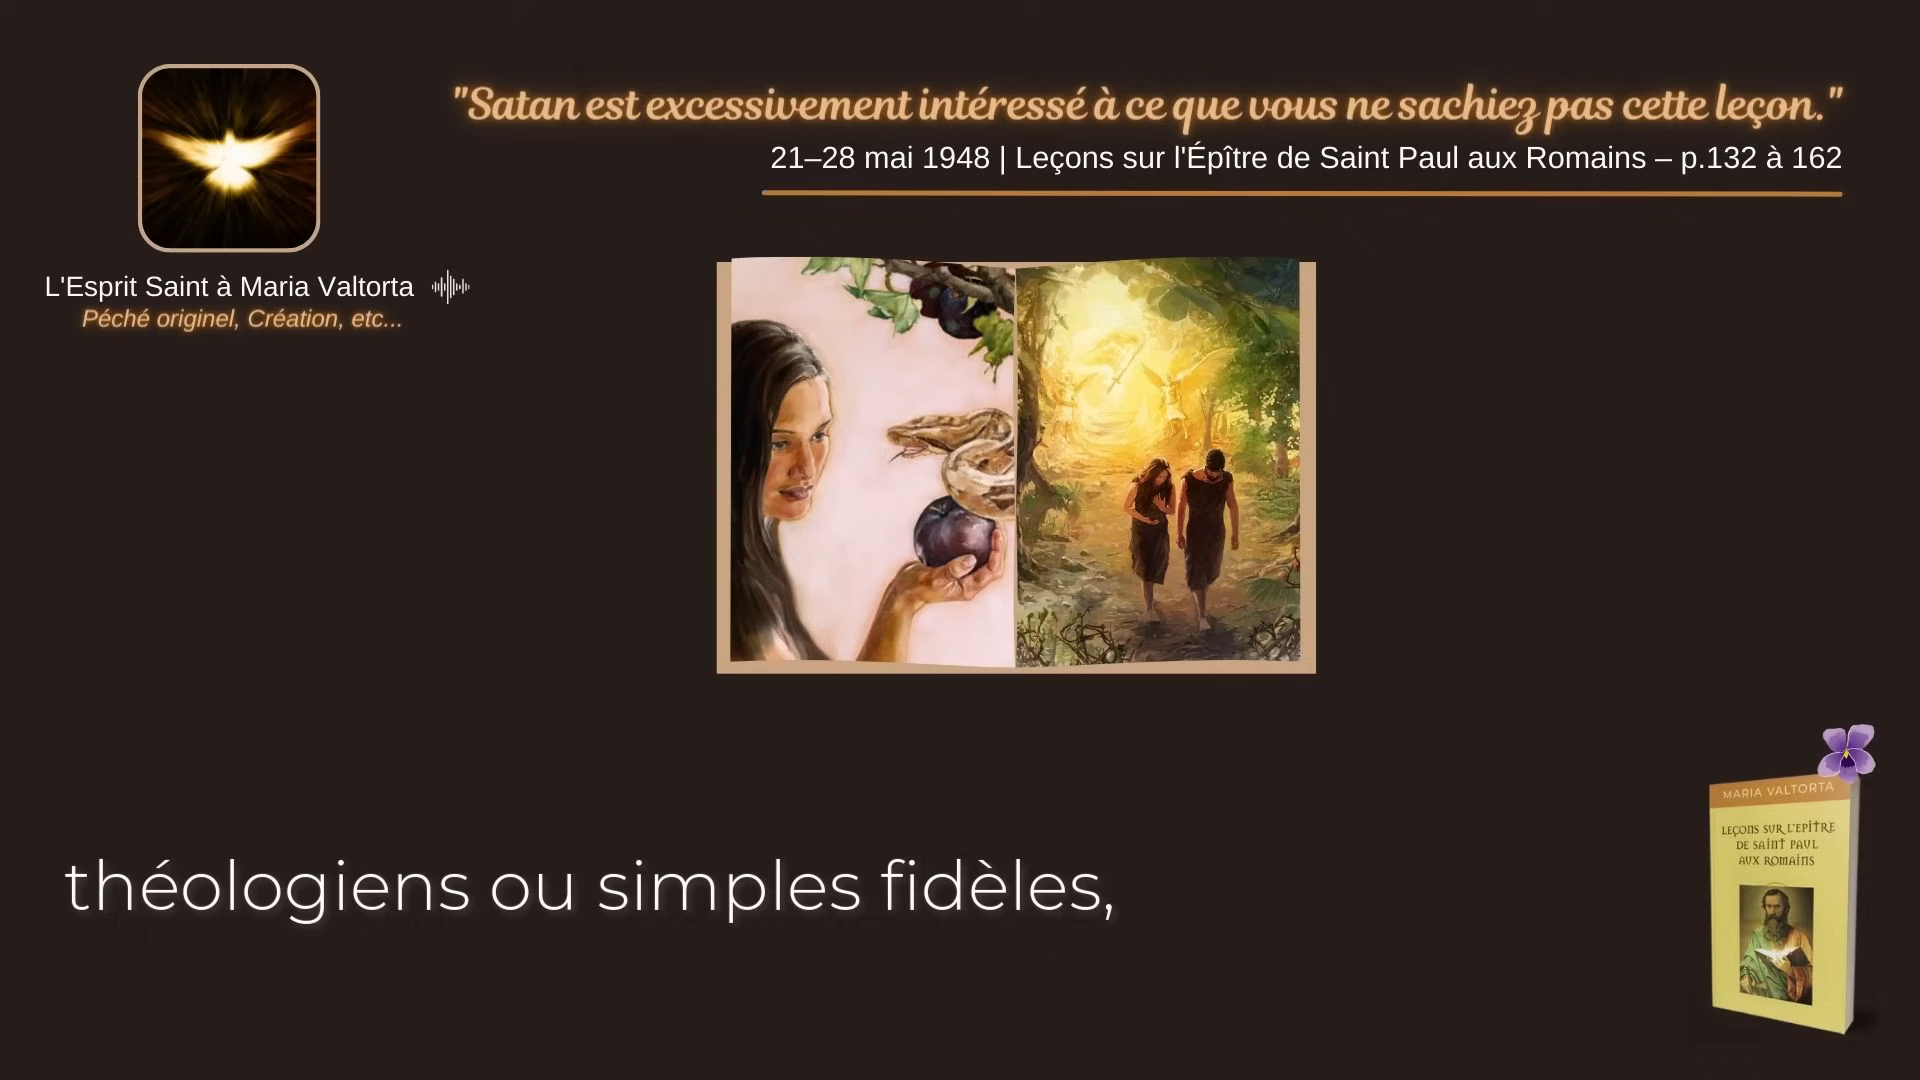 "Satan est excessivement intéressé à ce que vous ne sachiez pas cette leçon."
21–28 mai 1948 | Leçons sur l'Épître de Saint Paul aux Romains – p.132 à 162
L'Esprit Saint à Maria Valtorta
Péché originel, Création, etc...
théologiens ou simples fidèles,
MARIA VALTORTA
LEÇONS SUR L'EPÎTRE
DE SAINT PAUL
AUX ROMAINS